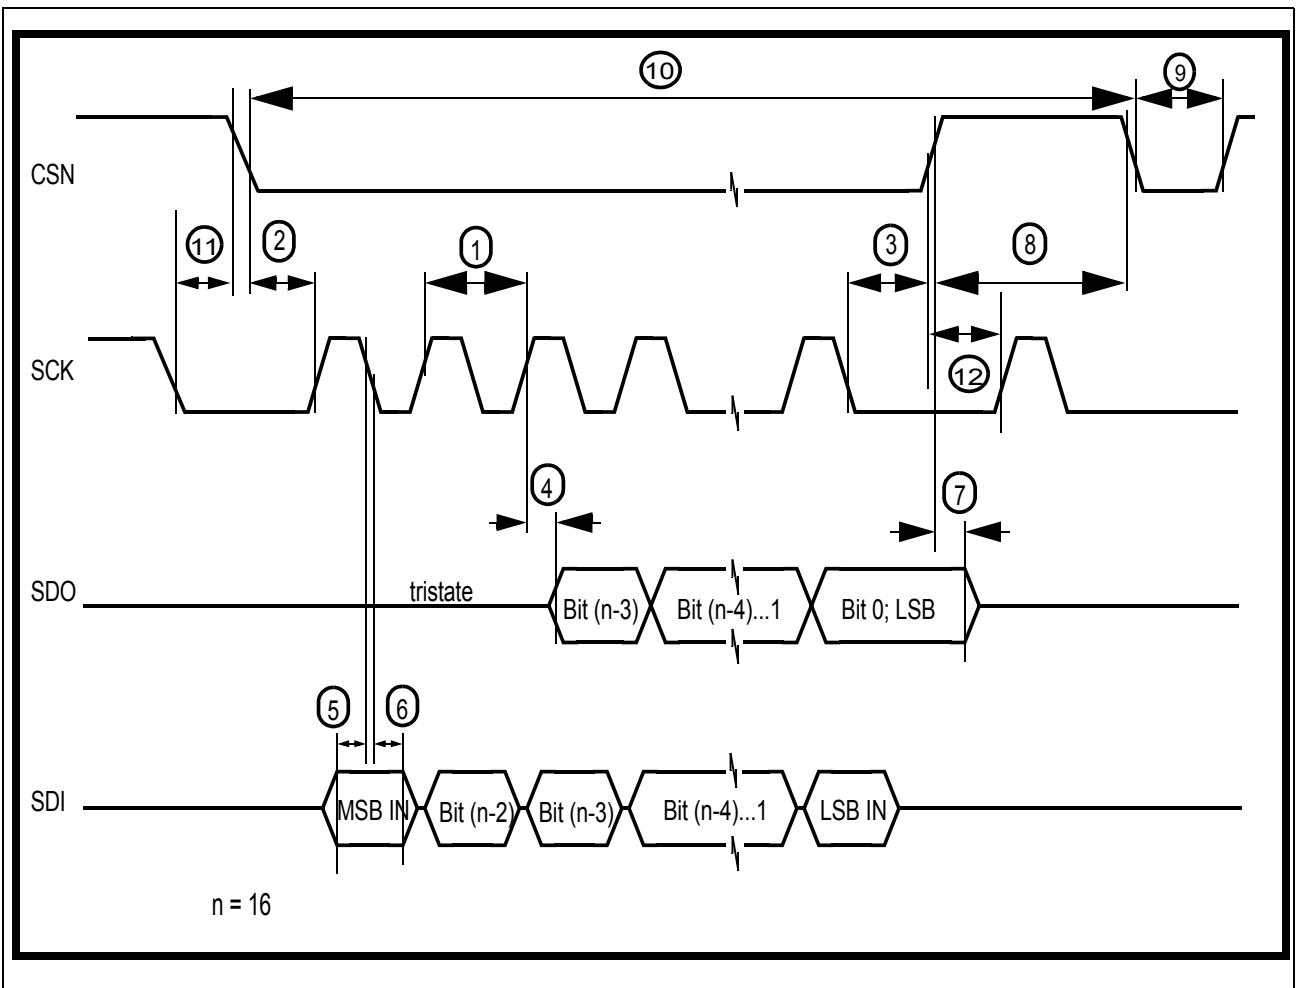 10
9
CSN
11
2
1
3
8
SCK
12
4
7
SDO
tristate
Bit (n-3)
Bit (n-4)...1
Bit 0; LSB
5
6
SDI
MSB IN
Bit (n-2)
Bit (n-3)
Bit (n-4)...1
LSB IN
n = 16